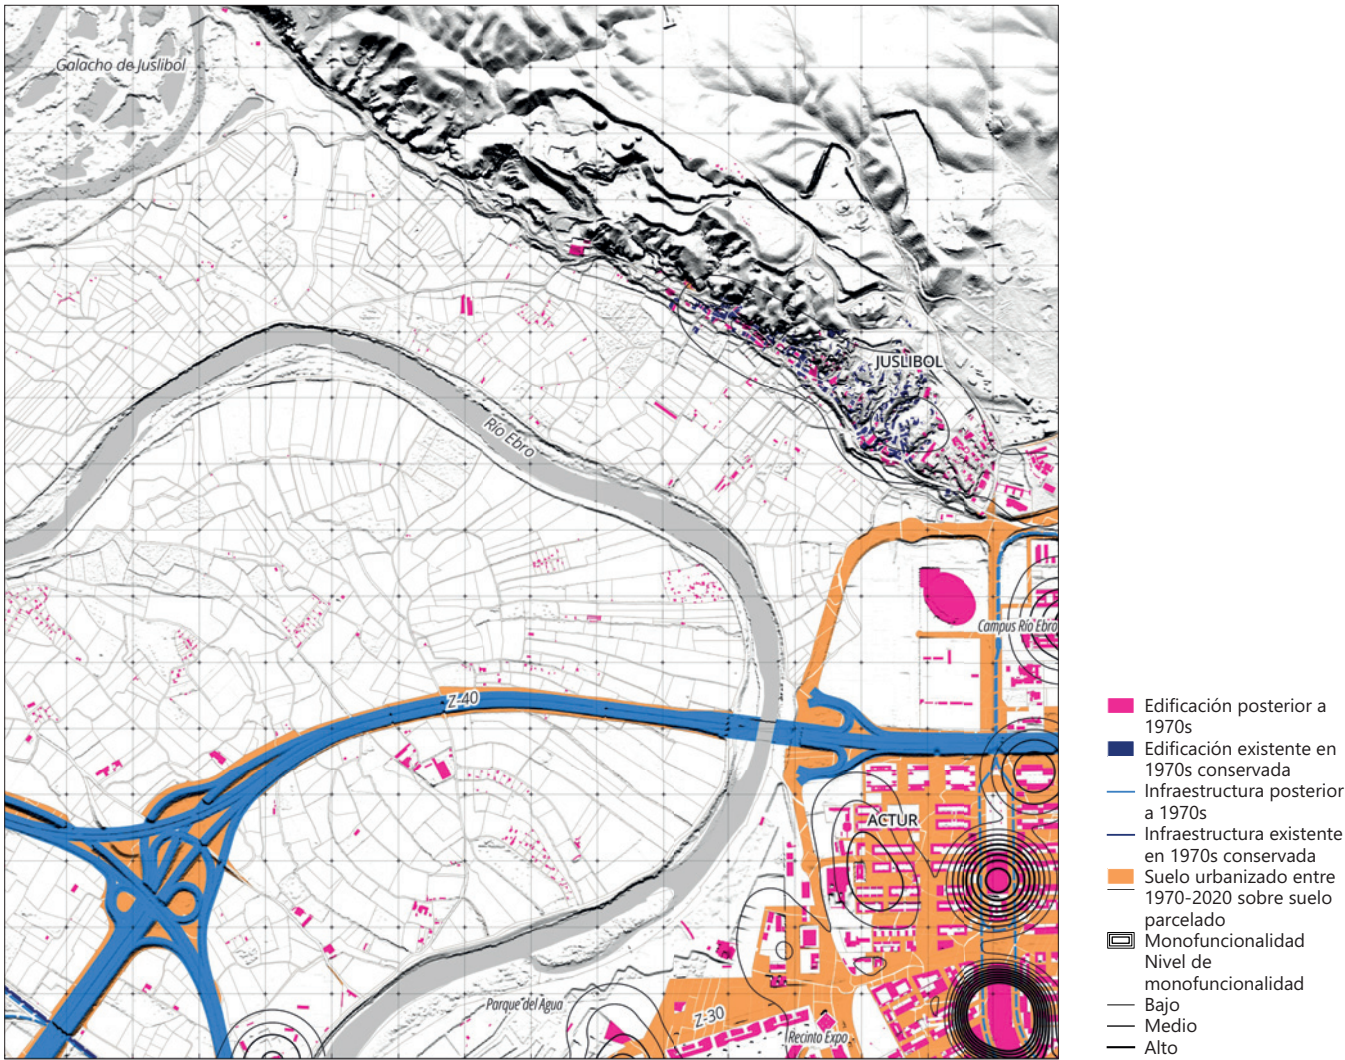 Galacho de Juslibol
JUSLIBOL
Río Ebro
Campus Río Ebro
Z-40
ACTUR
Parque del Agua
Z-30
Recinto Expo
Edificación posterior a
1970s
Edificación existente en
1970s conservada
Infraestructura posterior
a 1970s
Infraestructura existente
en 1970s conservada
Suelo urbanizado entre
1970-2020 sobre suelo
parcelado
Monofuncionalidad
Nivel de
monofuncionalidad
Bajo
Medio
Alto